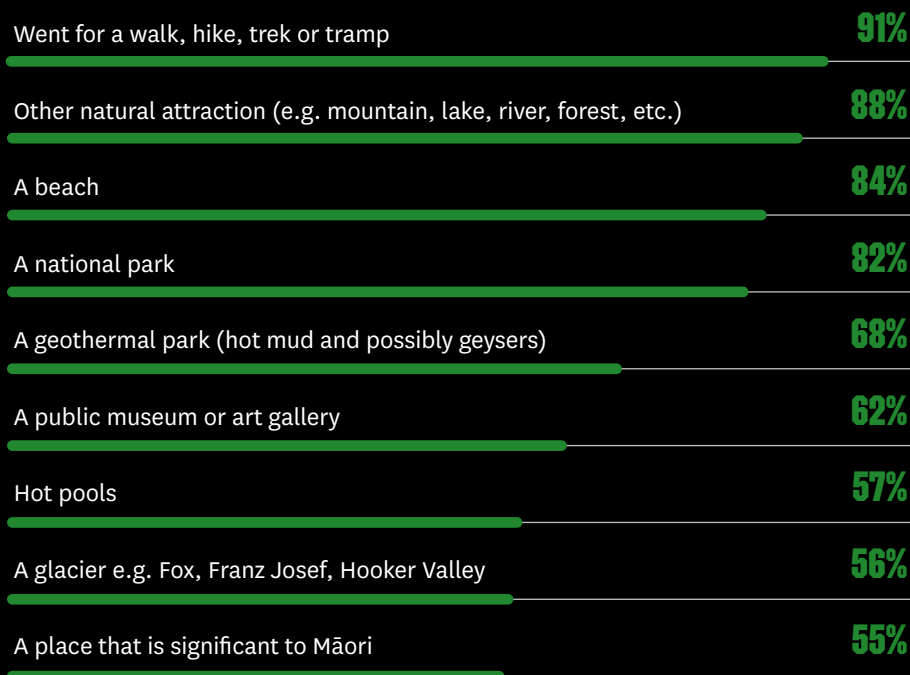 Went for a walk, hike, trek or tramp 91%
Other natural attraction (e.g. mountain, lake, river, forest, etc.) 88%
A beach 84%
A national park 82%
A geothermal park (hot mud and possibly geysers) 68%
A public museum or art gallery 62%
Hot pools 57%
A glacier e.g. Fox, Franz Josef, Hooker Valley 56%
A place that is significant to Māori 55%